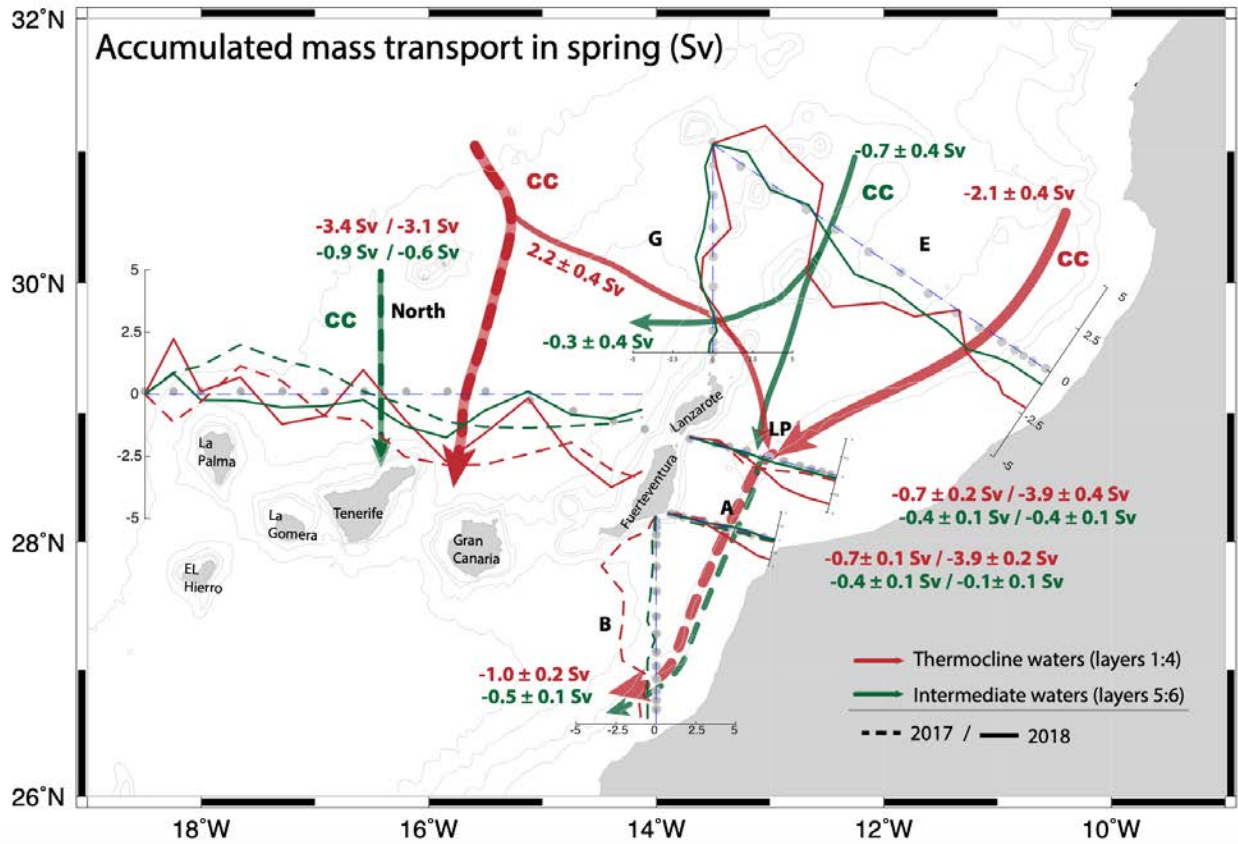 32°N
Accumulated mass transport in spring (Sv)
CC
-0.7 ± 0.4 Sv
CC
-2.1 ± 0.4 Sv
-3.4 Sv / -3.1 Sv
-0.9 Sv / -0.6 Sv
G
E
2.2 ± 0.4 Sv
CC
30°N
5
CC
North
5
2.5
-0.3 ± 0.4 Sv
2.5
-5
-2.5
0
5
0
0
Lanzarote
-2.5
-2.5
La
Palma
LP
-5
Fuerteventura
-0.7 ± 0.2 Sv / -3.9 ± 0.4 Sv
-0.4 ± 0.1 Sv / -0.4 ± 0.1 Sv
-5
La
Gomera
Tenerife
A
28°N
Gran
Canaria
-0.7± 0.1 Sv / -3.9 ± 0.2 Sv
-0.4 ± 0.1 Sv / -0.1± 0.1 Sv
EL
Hierro
B
-1.0 ± 0.2 Sv
-0.5 ± 0.1 Sv
Thermocline waters (layers 1:4)
Intermediate waters (layers 5:6)
-5
-2.5
0
2.5
5
2017 / 2018
26°N
18°W
16°W
14°W
12°W
10°W